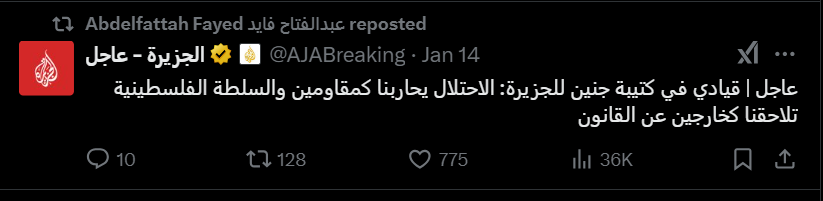 Abdelfattah Fayed عبدالفتاح فايد reposted
الجزيرة - عاجل @AJABreaking · Jan 14
عاجل | قيادي في كتيبة جنين للجزيرة: الاحتلال يحاربنا كمقاومين والسلطة الفلسطينية
تلاحقنا كخارجين عن القانون
10 128 775 36K